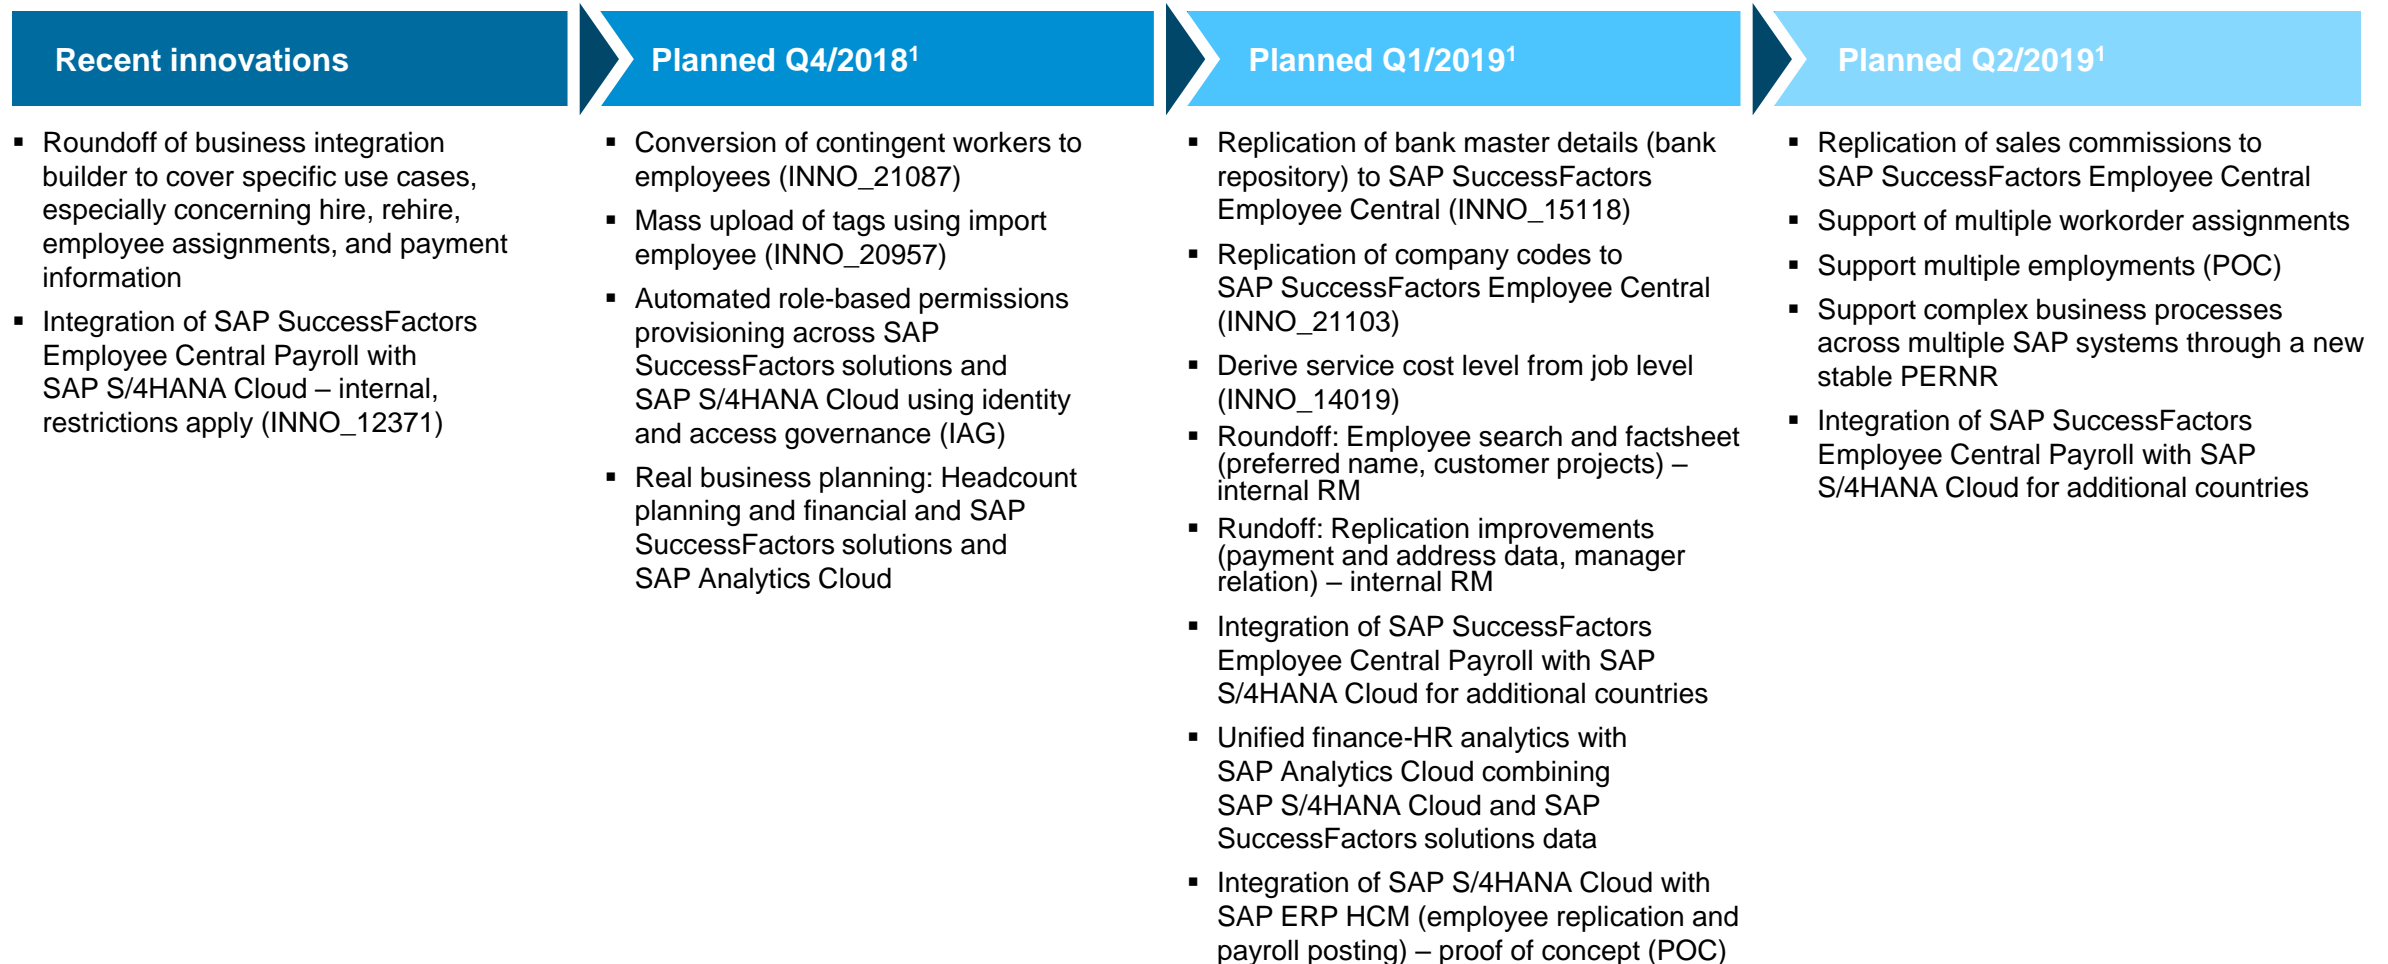 Recent innovations
▪ Roundoff of business integration
builder to cover specific use cases,
especially concerning hire, rehire,
employee assignments, and payment
information
▪ Integration of SAP SuccessFactors
Employee Central Payroll with
SAP S/4HANA Cloud – internal,
restrictions apply (INNO_12371)
Planned Q4/2018¹
▪ Conversion of contingent workers to
employees (INNO_21087)
▪ Mass upload of tags using import
employee (INNO_20957)
▪ Automated role-based permissions
provisioning across SAP
SuccessFactors solutions and
SAP S/4HANA Cloud using identity
and access governance (IAG)
▪ Real business planning: Headcount
planning and financial and SAP
SuccessFactors solutions and
SAP Analytics Cloud
Planned Q1/2019¹
▪ Replication of bank master details (bank
repository) to SAP SuccessFactors
Employee Central (INNO_15118)
▪ Replication of company codes to
SAP SuccessFactors Employee Central
(INNO_21103)
▪ Derive service cost level from job level
(INNO_14019)
▪ Roundoff: Employee search and factsheet
(preferred name, customer projects) –
internal RM
▪ Rundoff: Replication improvements
(payment and address data, manager
relation) – internal RM
▪ Integration of SAP SuccessFactors
Employee Central Payroll with SAP
S/4HANA Cloud for additional countries
▪ Unified finance-HR analytics with
SAP Analytics Cloud combining
SAP S/4HANA Cloud and SAP
SuccessFactors solutions data
▪ Integration of SAP S/4HANA Cloud with
SAP ERP HCM (employee replication and
payroll posting) – proof of concept (POC)
Planned Q2/2019¹
▪ Replication of sales commissions to
SAP SuccessFactors Employee Central
▪ Support of multiple workorder assignments
▪ Support multiple employments (POC)
▪ Support complex business processes
across multiple SAP systems through a new
stable PERNR
▪ Integration of SAP SuccessFactors
Employee Central Payroll with SAP
S/4HANA Cloud for additional countries